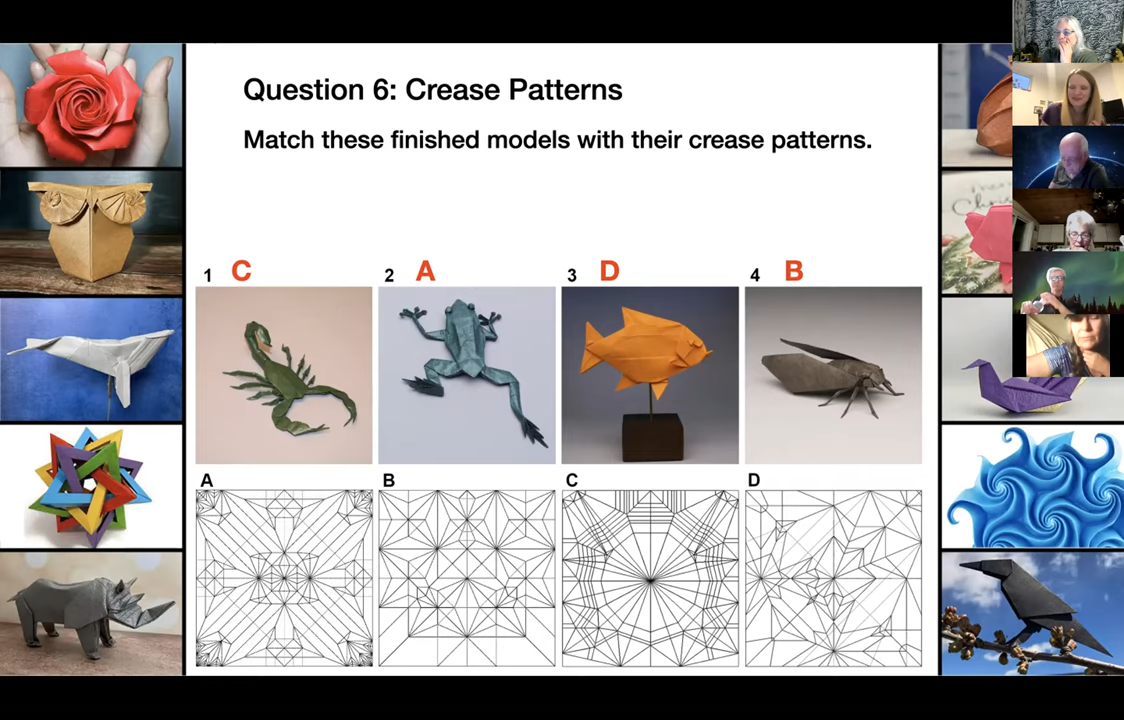 Question 6: Crease Patterns
Match these finished models with their crease patterns.
1 C 2 A 3 D 4 B
A B C D